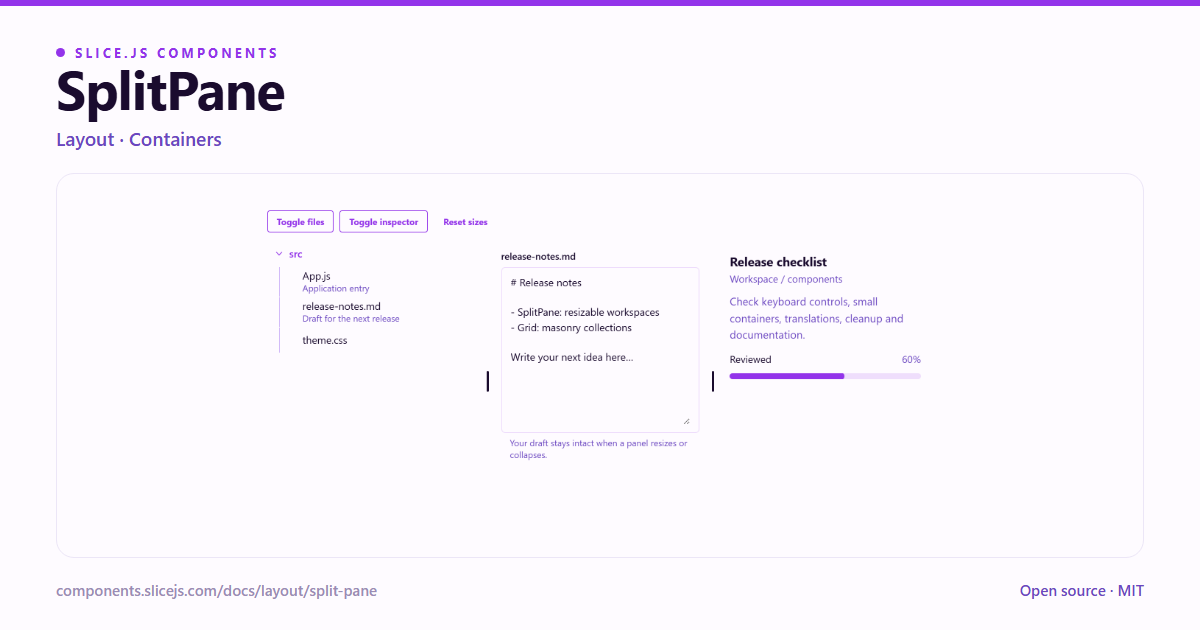 SLICE.JS COMPONENTS
SplitPane
Layout · Containers
Toggle files
Toggle inspector
Reset sizes
src
App.js
Application entry
release-notes.md
Draft for the next release
theme.css
release-notes.md
# Release notes
- SplitPane: resizable workspaces
- Grid: masonry collections
Write your next idea here...
Your draft stays intact when a panel resizes or
collapses.
Release checklist
Workspace / components
Check keyboard controls, small
containers, translations, cleanup and
documentation.
Reviewed 60%
components.slicejs.com/docs/layout/split-pane
Open source · MIT